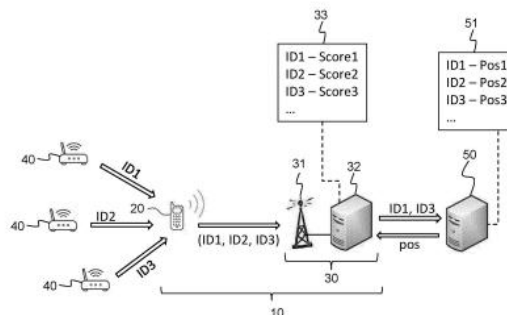 33
51
ID1 – Score1
ID2 – Score2
ID3 – Score3
...
ID1 – Pos1
ID2 – Pos2
ID3 – Pos3
...
40
ID1
20
31
32
50
40
ID2
(ID1, ID2, ID3)
ID1, ID3
pos
ID3
40
30
10